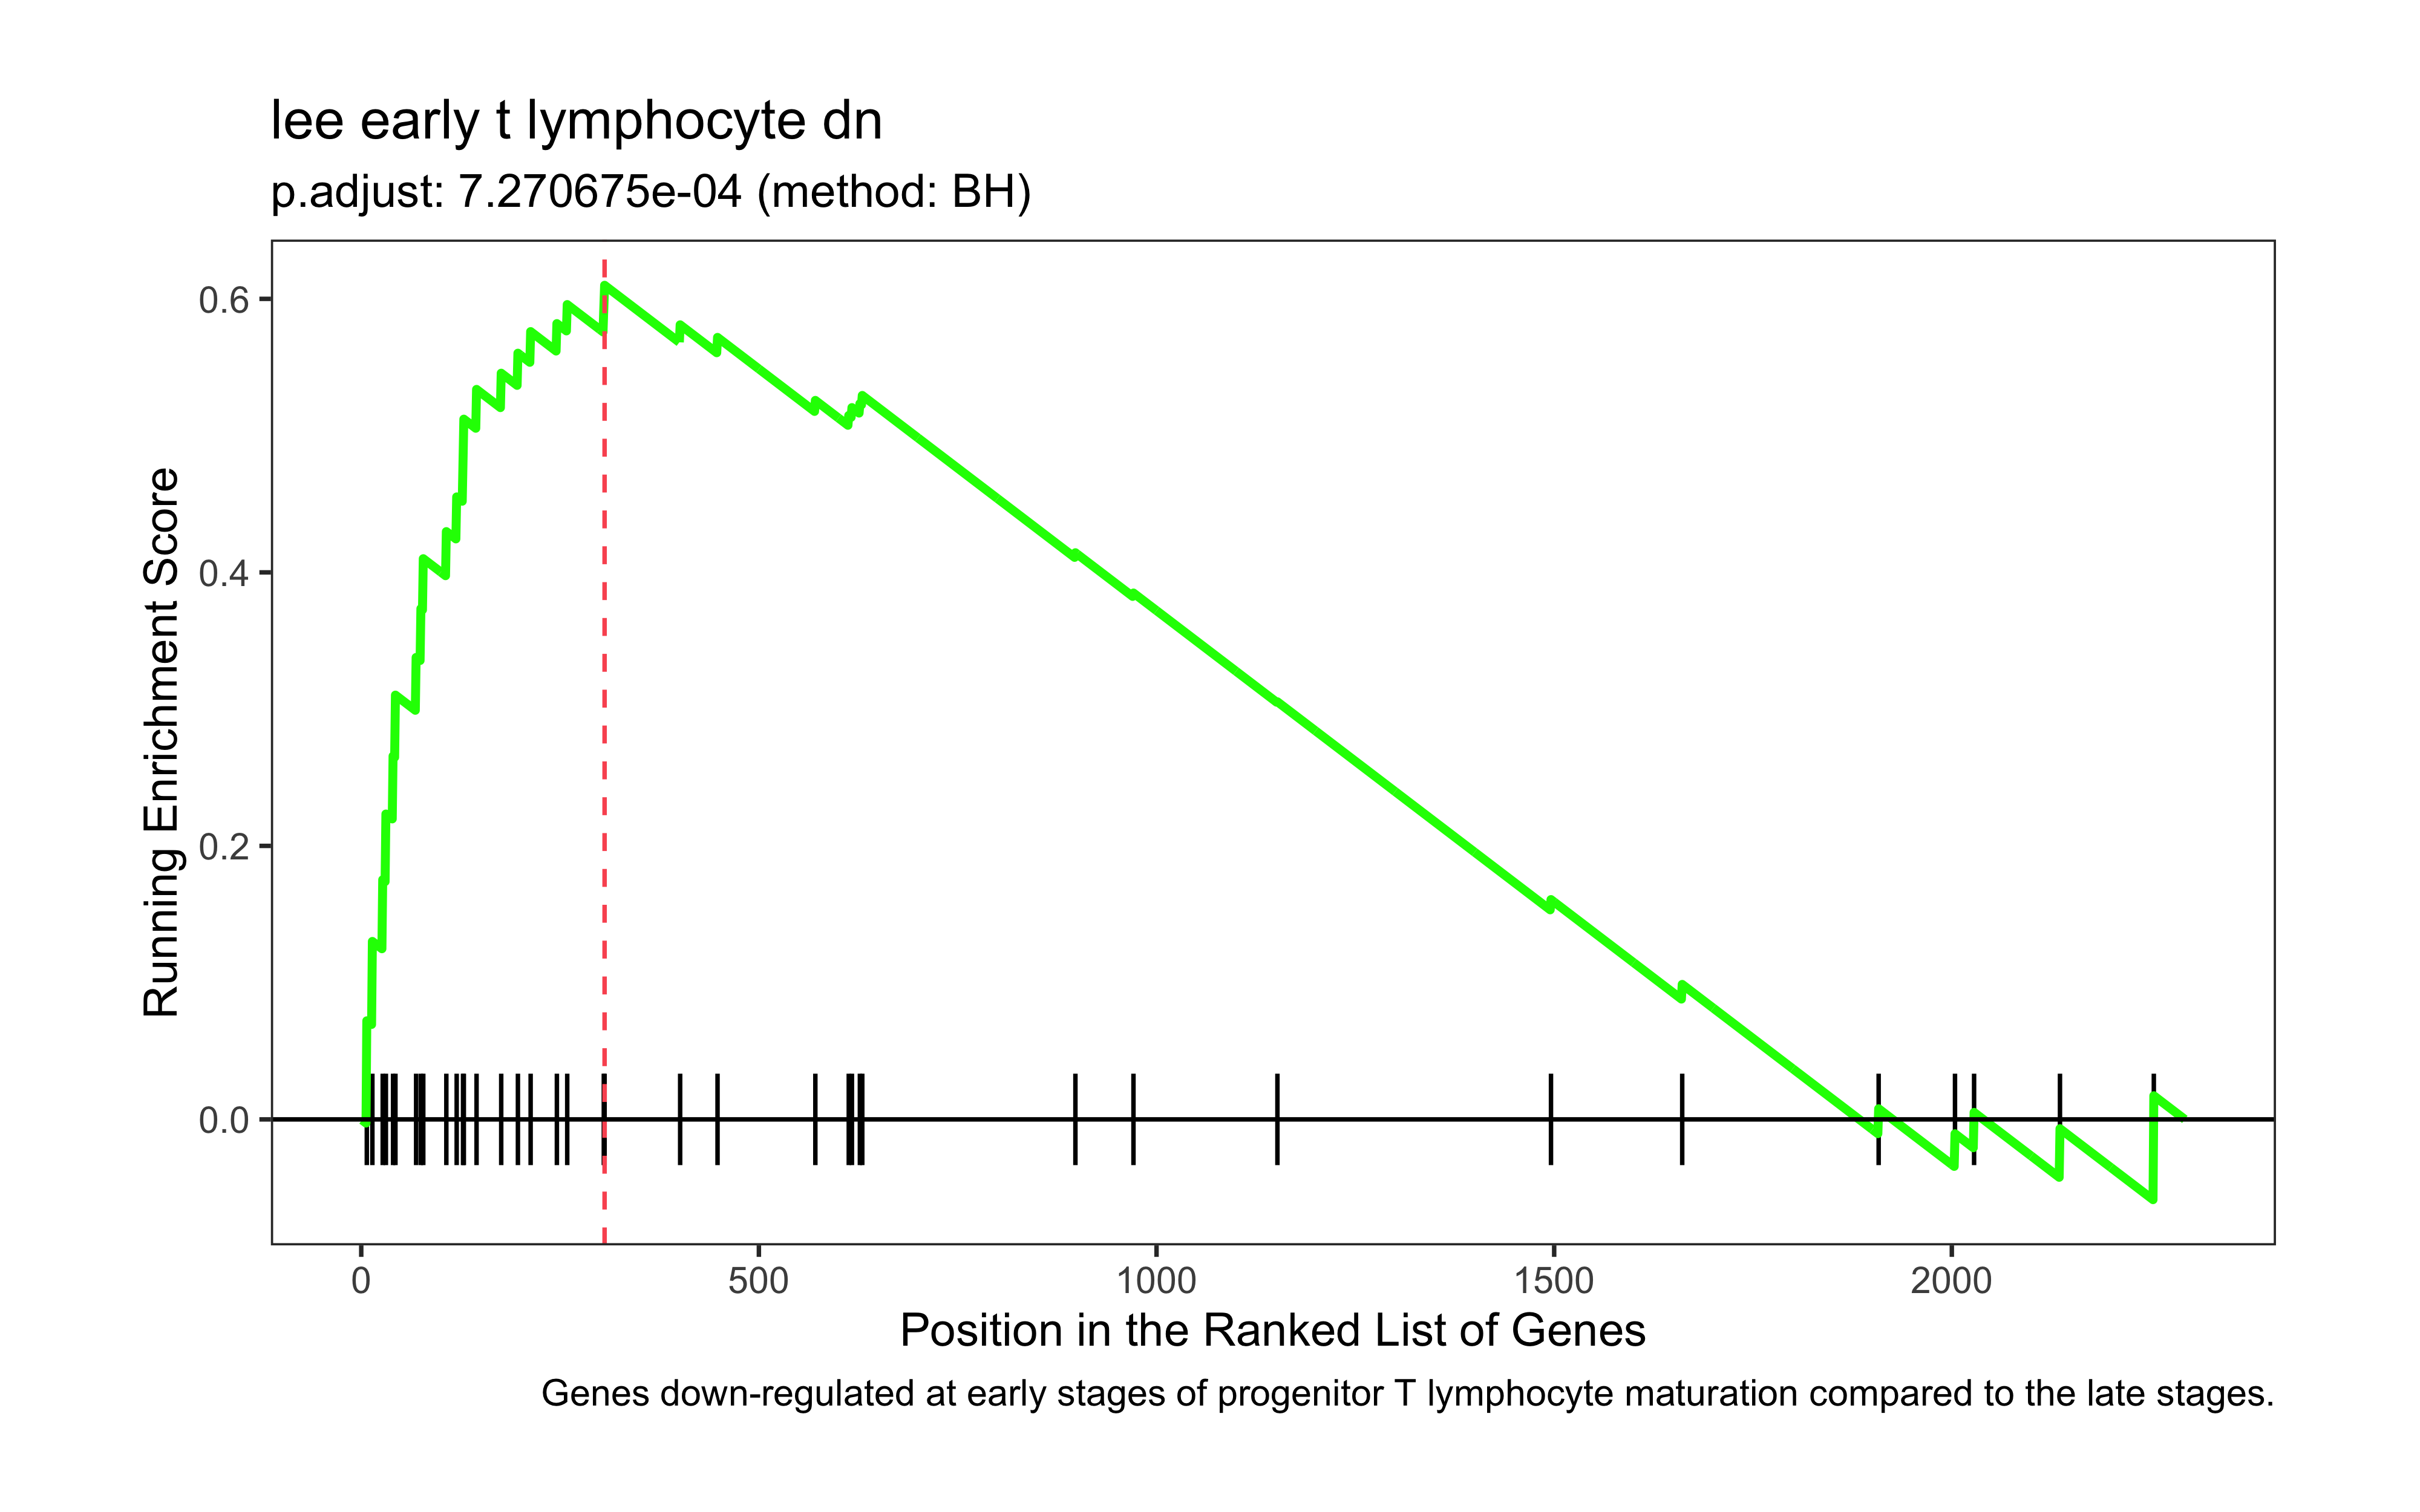 lee early t lymphocyte dn
p.adjust: 7.270675e-04 (method: BH)
Running Enrichment Score
0.6
0.4
0.2
0.0
0 500 1000 1500 2000
Position in the Ranked List of Genes
Genes down-regulated at early stages of progenitor T lymphocyte maturation compared to the late stages.